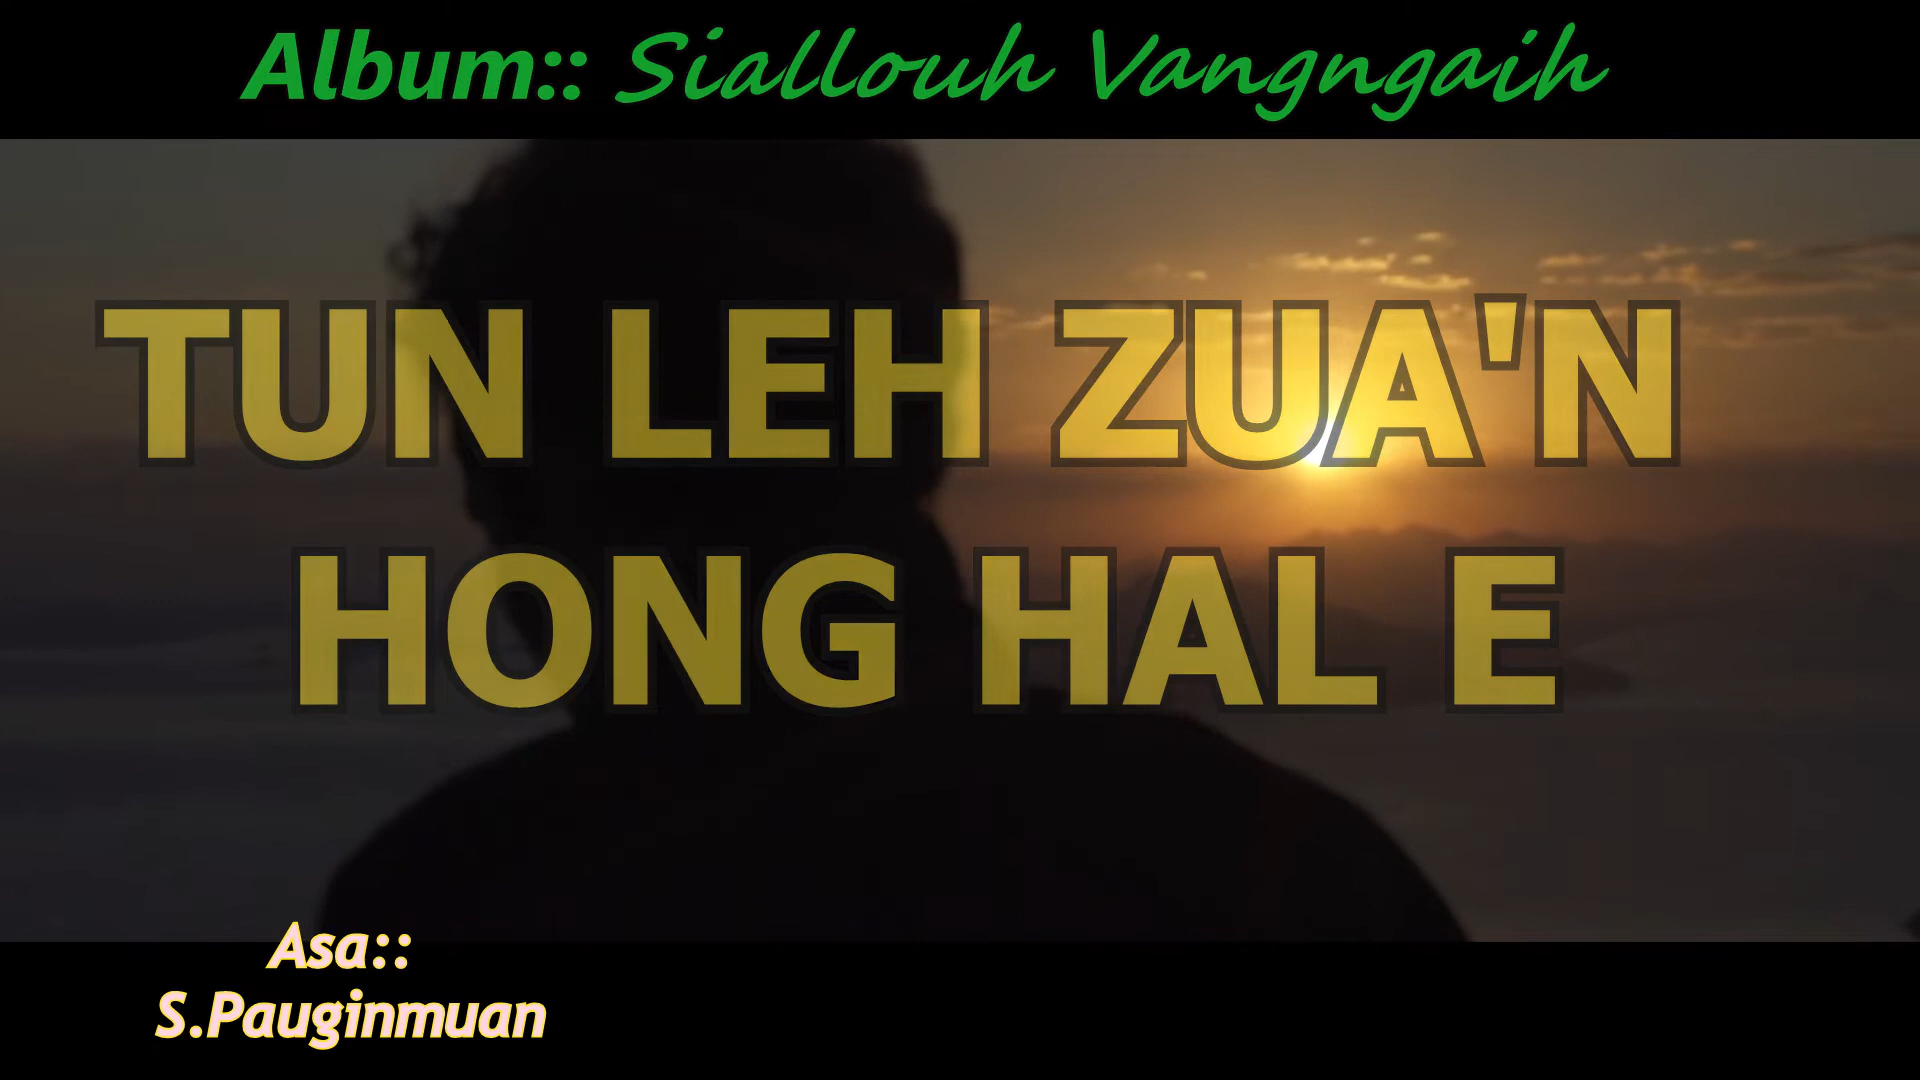 Album:: Siallouh Vangngaih
TUN LEH ZUA'N
HONG HAL E
Asa::
S.Pauginmuan